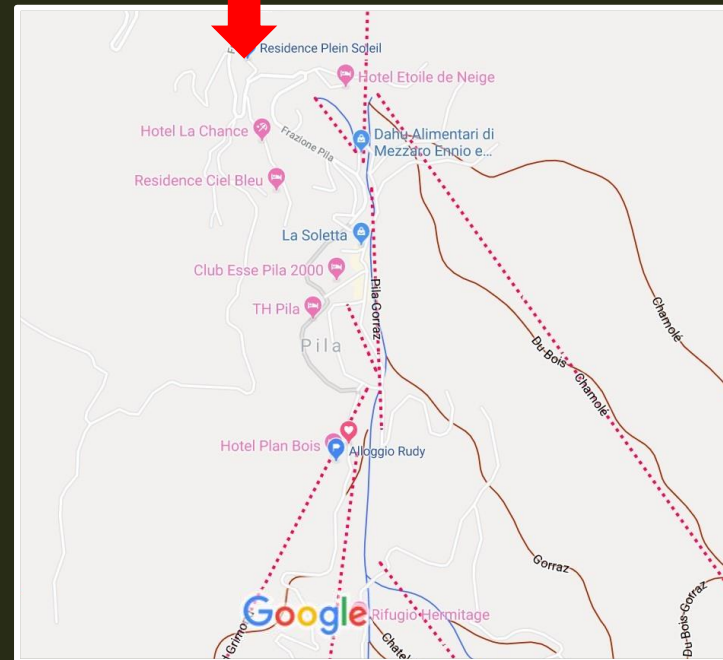 Residence Plein Soleil
Hotel Etoile de Neige
Hotel La Chance
Frazione Pila
Dahu Alimentari di
Mezzaro Ennio e...
Residence Ciel Bleu
La Soletta
Club Esse Pila 2000
Pila-Gorraz
TH Pila
Chamolé
Pila
Du-Bois
Chamolé
Hotel Plan Bois
Alloggio Rudy
Gorraz
Du-Bois-Gorraz
Google
Rifugio Hermitage
d-Grimo
Chatel